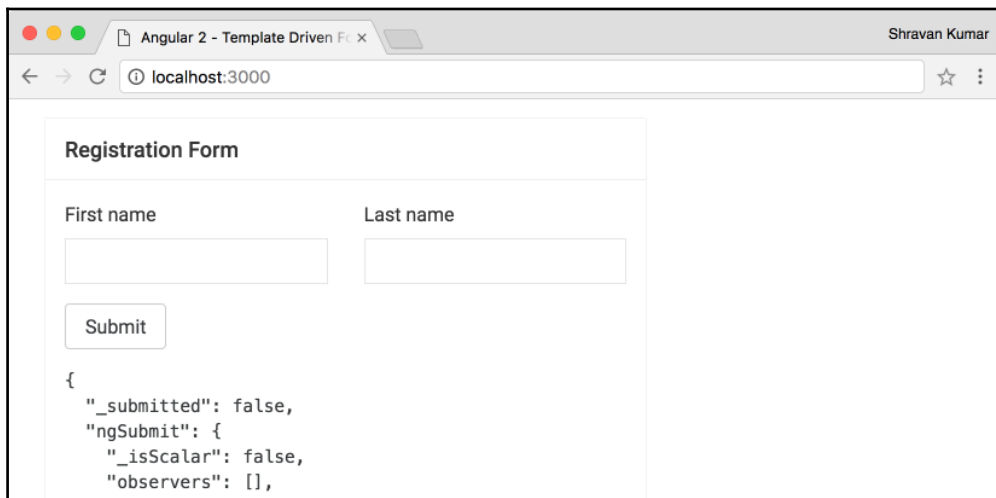 Angular 2 - Template Driven Fo
Shravan Kumar
localhost:3000
Registration Form
First name Last name
Submit
{
"_submitted": false,
"ngSubmit": {
"_isScalar": false,
"observers": [],